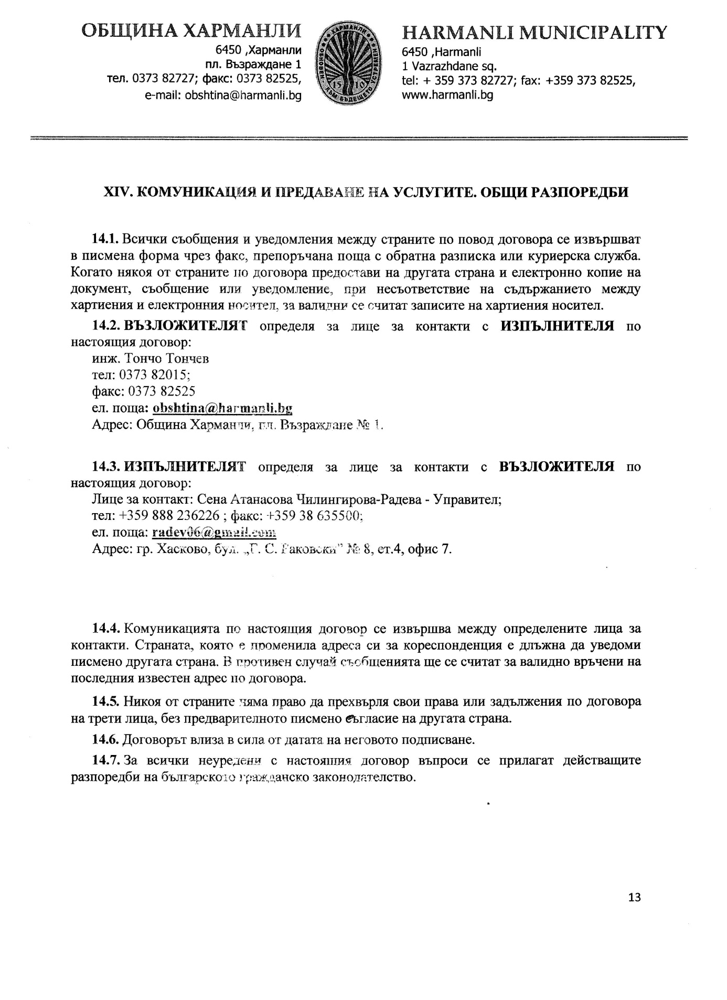 ОБЩИНА ХАРМАНЛИ
6450 ,Харманли
пл. Възраждане 1
тел. 0373 82727; факс: 0373 82525,
e-mail: obshtina@harmanli.bg
ХАРМАНЛИ
ОБНОВЕН - УСТРЕМЕН
КЪМ БЪДЕЩЕТО
1510
HARMANLI MUNICIPALITY
6450 ,Harmanli
1 Vazrazhdane sq.
tel: + 359 373 82727; fax: +359 373 82525,
www.harmanli.bg
XIV. КОМУНИКАЦИЯ И ПРЕДАВАНЕ НА УСЛУГИТЕ. ОБЩИ РАЗПОРЕДБИ
14.1. Всички съобщения и уведомления между страните по повод договора се извършват
в писмена форма чрез факс, препоръчана поща с обратна разписка или куриерска служба.
Когато някоя от страните по договора предостави на другата страна и електронно копие на
документ, съобщение или уведомление, при несъответствие на съдържанието между
хартиения и електронния носител, за валидни се считат записите на хартиения носител.
14.2. ВЪЗЛОЖИТЕЛЯТ определя за лице за контакти с ИЗПЪЛНИТЕЛЯ по
настоящия договор:
инж. Тончо Тончев
тел: 0373 82015;
факс: 0373 82525
ел. поща: obshtina@harmanli.bg
Адрес: Община Харманли, пл. Възраждане № 1.
14.3. ИЗПЪЛНИТЕЛЯТ определя за лице за контакти с ВЪЗЛОЖИТЕЛЯ по
настоящия договор:
Лице за контакт: Сена Атанасова Чилингирова-Радева - Управител;
тел: +359 888 236226 ; факс: +359 38 635500;
ел. поща: radev06@gmail.com
Адрес: гр. Хасково, бул. „Г. С. Раковски” № 8, ет.4, офис 7.
14.4. Комуникацията по настоящия договор се извършва между определените лица за
контакти. Страната, която е променила адреса си за кореспонденция е длъжна да уведоми
писмено другата страна. В противен случай съобщенията ще се считат за валидно връчени на
последния известен адрес по договора.
14.5. Никоя от страните няма право да прехвърля свои права или задължения по договора
на трети лица, без предварителното писмено съгласие на другата страна.
14.6. Договорът влиза в сила от датата на неговото подписване.
14.7. За всички неуредени с настоящия договор въпроси се прилагат действащите
разпоредби на българското гражданско законодателство.
13